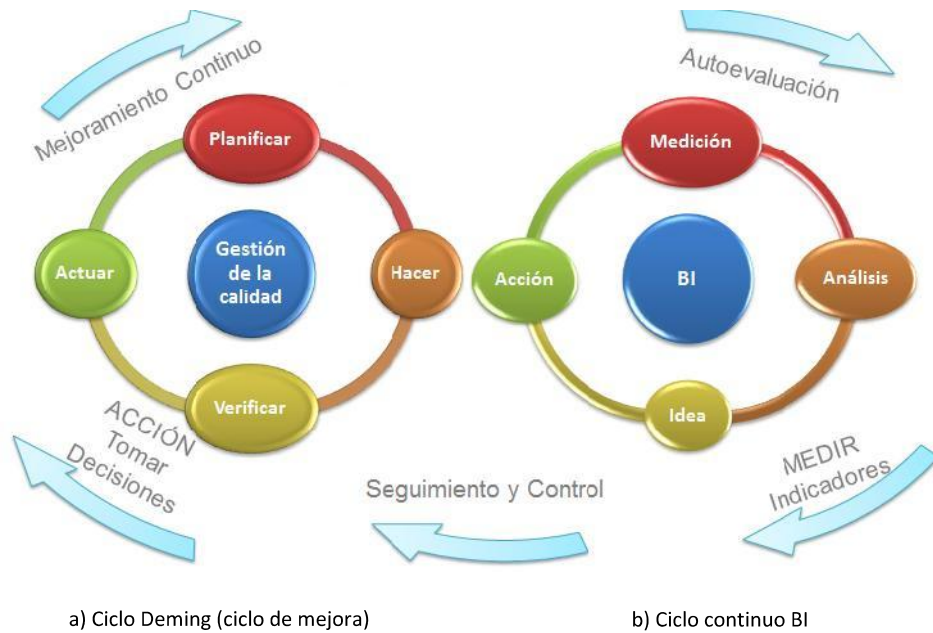 Mejoramiento Continuo
Planificar
Actuar
Gestión
de la
calidad
Hacer
Verificar
ACCIÓN
Tomar
Decisiones
Autoevaluación
Medición
Acción
BI
Análisis
Idea
MEDIR
Indicadores
Seguimiento y Control
a) Ciclo Deming (ciclo de mejora)
b) Ciclo continuo BI